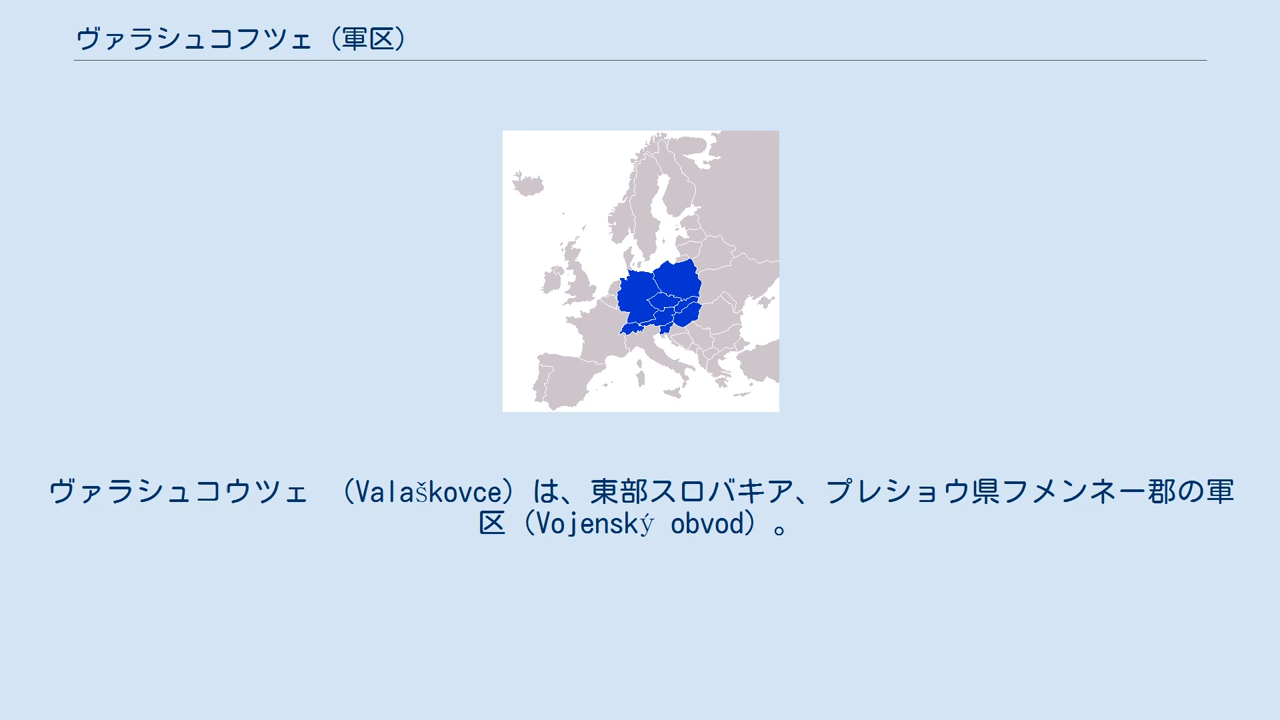 ヴァラシュコフツェ（軍区）
ヴァラシュコウツェ （Valaškovce）は、東部スロバキア、プレショウ県フメンネー郡の軍
区（Vojenský obvod）。